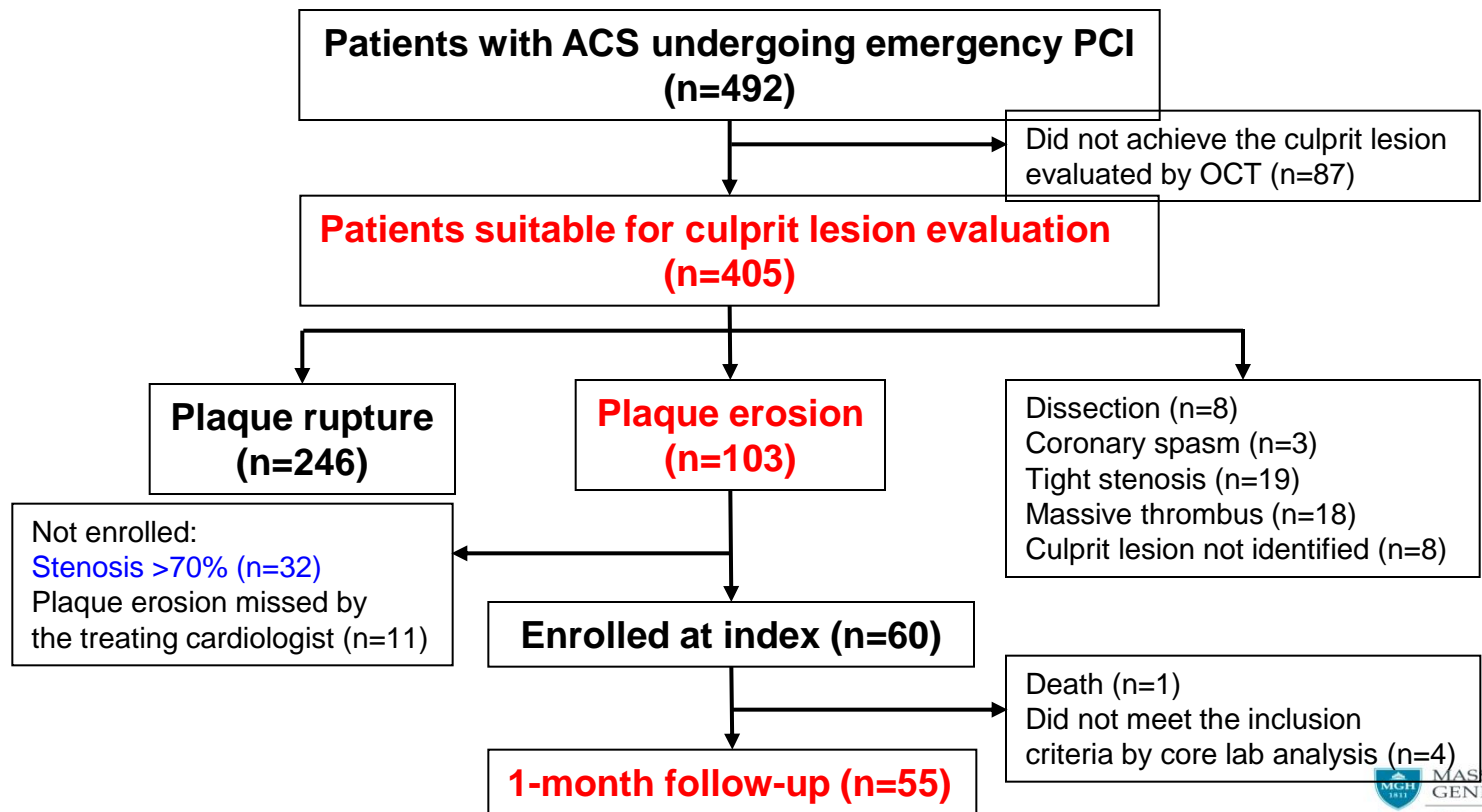 Patients with ACS undergoing emergency PCI
(n=492)
Did not achieve the culprit lesion
evaluated by OCT (n=87)
Patients suitable for culprit lesion evaluation
(n=405)
Plaque rupture
(n=246)
Plaque erosion
(n=103)
Dissection (n=8)
Coronary spasm (n=3)
Tight stenosis (n=19)
Massive thrombus (n=18)
Culprit lesion not identified (n=8)
Not enrolled:
Stenosis >70% (n=32)
Plaque erosion missed by
the treating cardiologist (n=11)
Enrolled at index (n=60)
Death (n=1)
Did not meet the inclusion
criteria by core lab analysis (n=4)
1-month follow-up (n=55)
MGH
1811
MAS
GEN